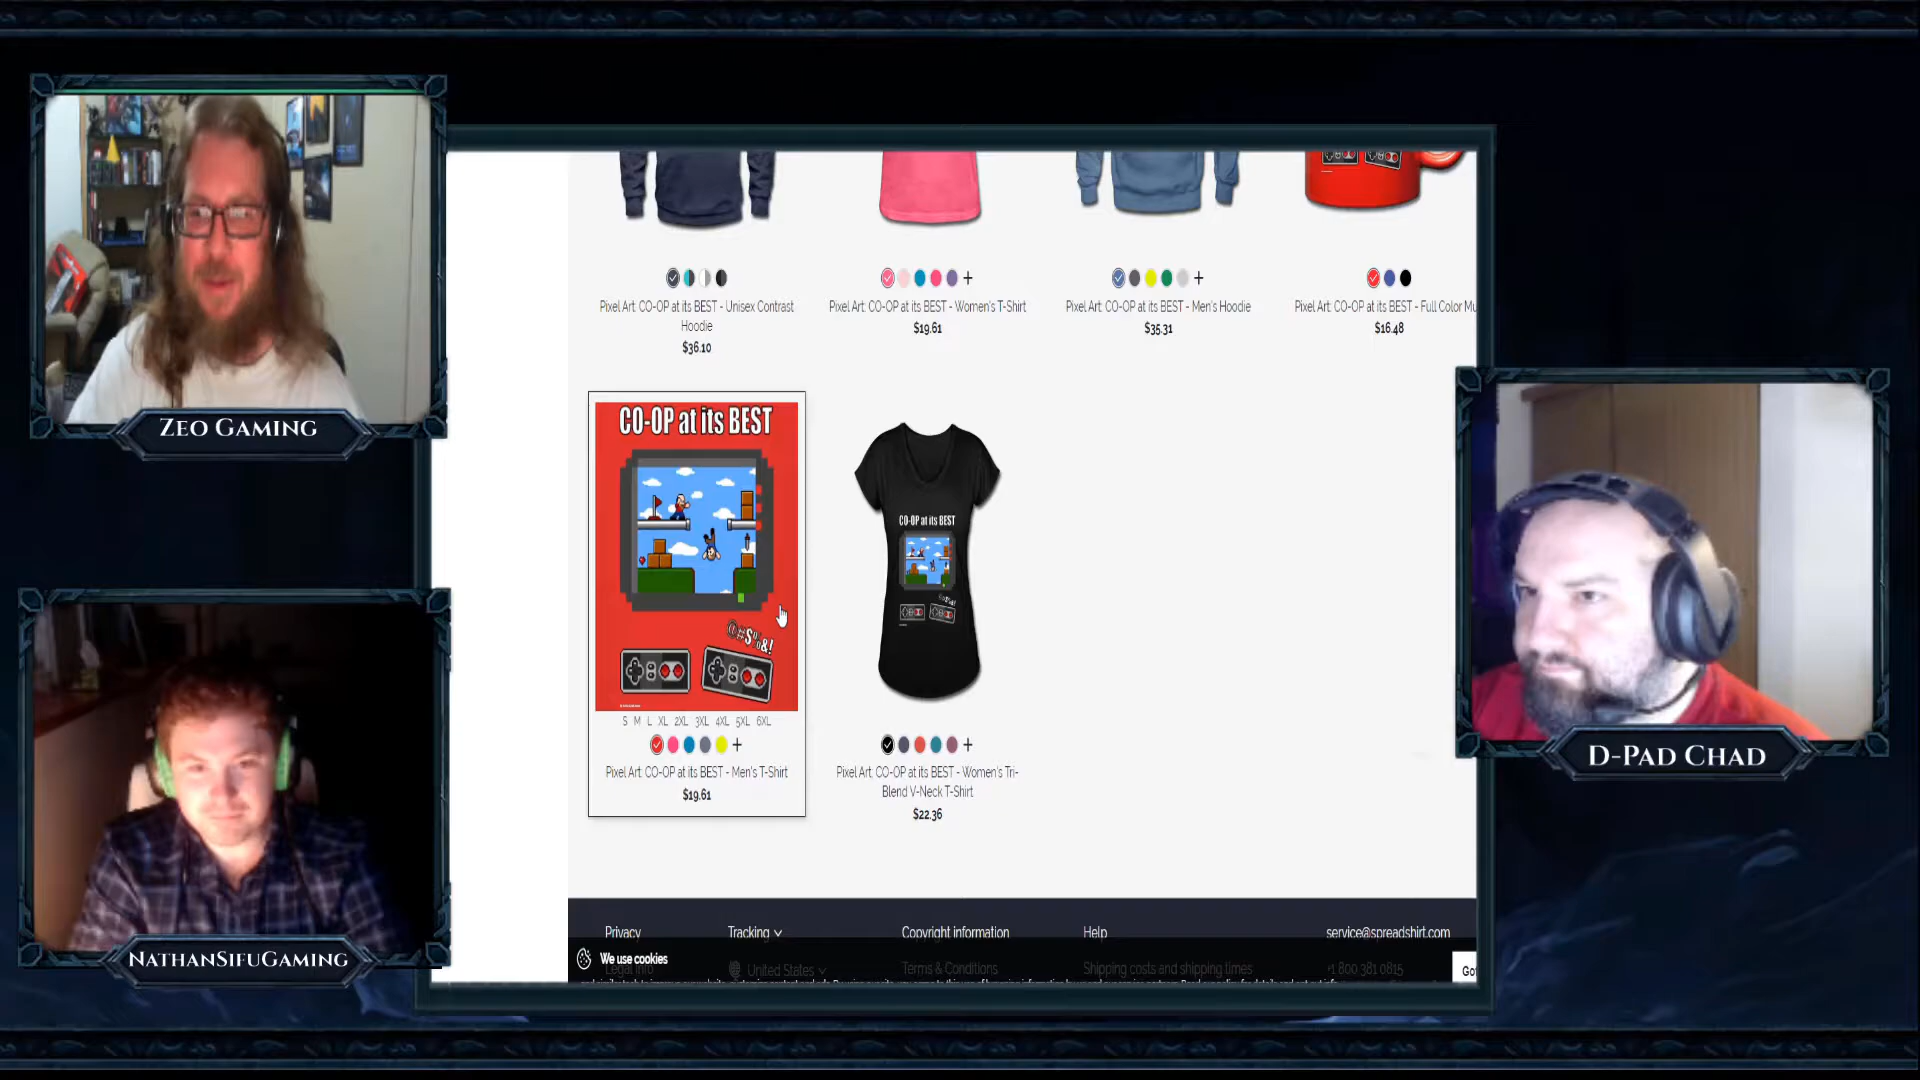 Zeo Gaming
NathanSifuGaming
D-Pad Chad
Pixel Art: CO-OP at its BEST - Unisex Contrast
Hoodie
$36.10
Pixel Art: CO-OP at its BEST - Women's T-Shirt
$19.61
Pixel Art: CO-OP at its BEST - Men's Hoodie
$35.31
Pixel Art: CO-OP at its BEST - Full Color Mu
$16.48
CO-OP at its BEST
@#$%&!
S M L XL 2XL 3XL 4XL 5XL 6XL
Pixel Art: CO-OP at its BEST - Men's T-Shirt
$19.61
CO-OP at its BEST
Pixel Art: CO-OP at its BEST - Women's Tri-
Blend V-Neck T-Shirt
$22.36
Privacy
Tracking
Copyright information
Help
service@spreadshirt.com
We use cookies
Legal info
United States
Terms & Conditions
Shipping costs and shipping times
+1 800 381 0815
Go